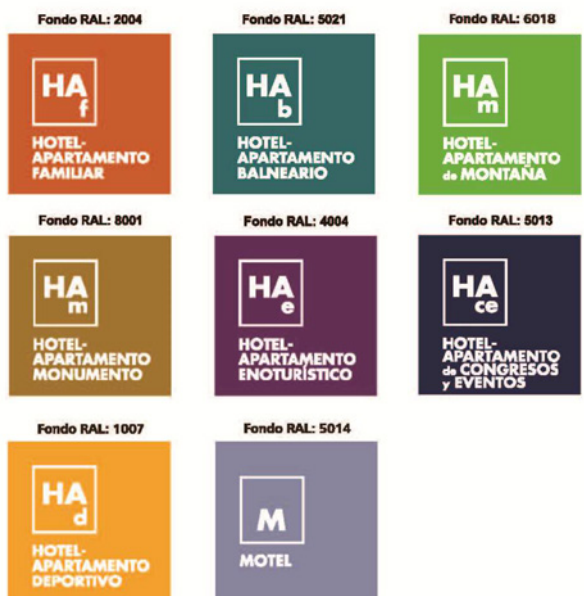 Fondo RAL: 2004
HA
f
HOTEL-
APARTAMENTO
FAMILIAR
Fondo RAL: 5021
HA
b
HOTEL-
APARTAMENTO
BALNEARIO
Fondo RAL: 6018
HA
m
HOTEL-
APARTAMENTO
de MONTAÑA
Fondo RAL: 8001
HA
m
HOTEL-
APARTAMENTO
MONUMENTO
Fondo RAL: 4004
HA
e
HOTEL-
APARTAMENTO
ENOTURÍSTICO
Fondo RAL: 5013
HA
ce
HOTEL-
APARTAMENTO
de CONGRESOS
y EVENTOS
Fondo RAL: 1007
HA
d
HOTEL-
APARTAMENTO
DEPORTIVO
Fondo RAL: 5014
M
MOTEL